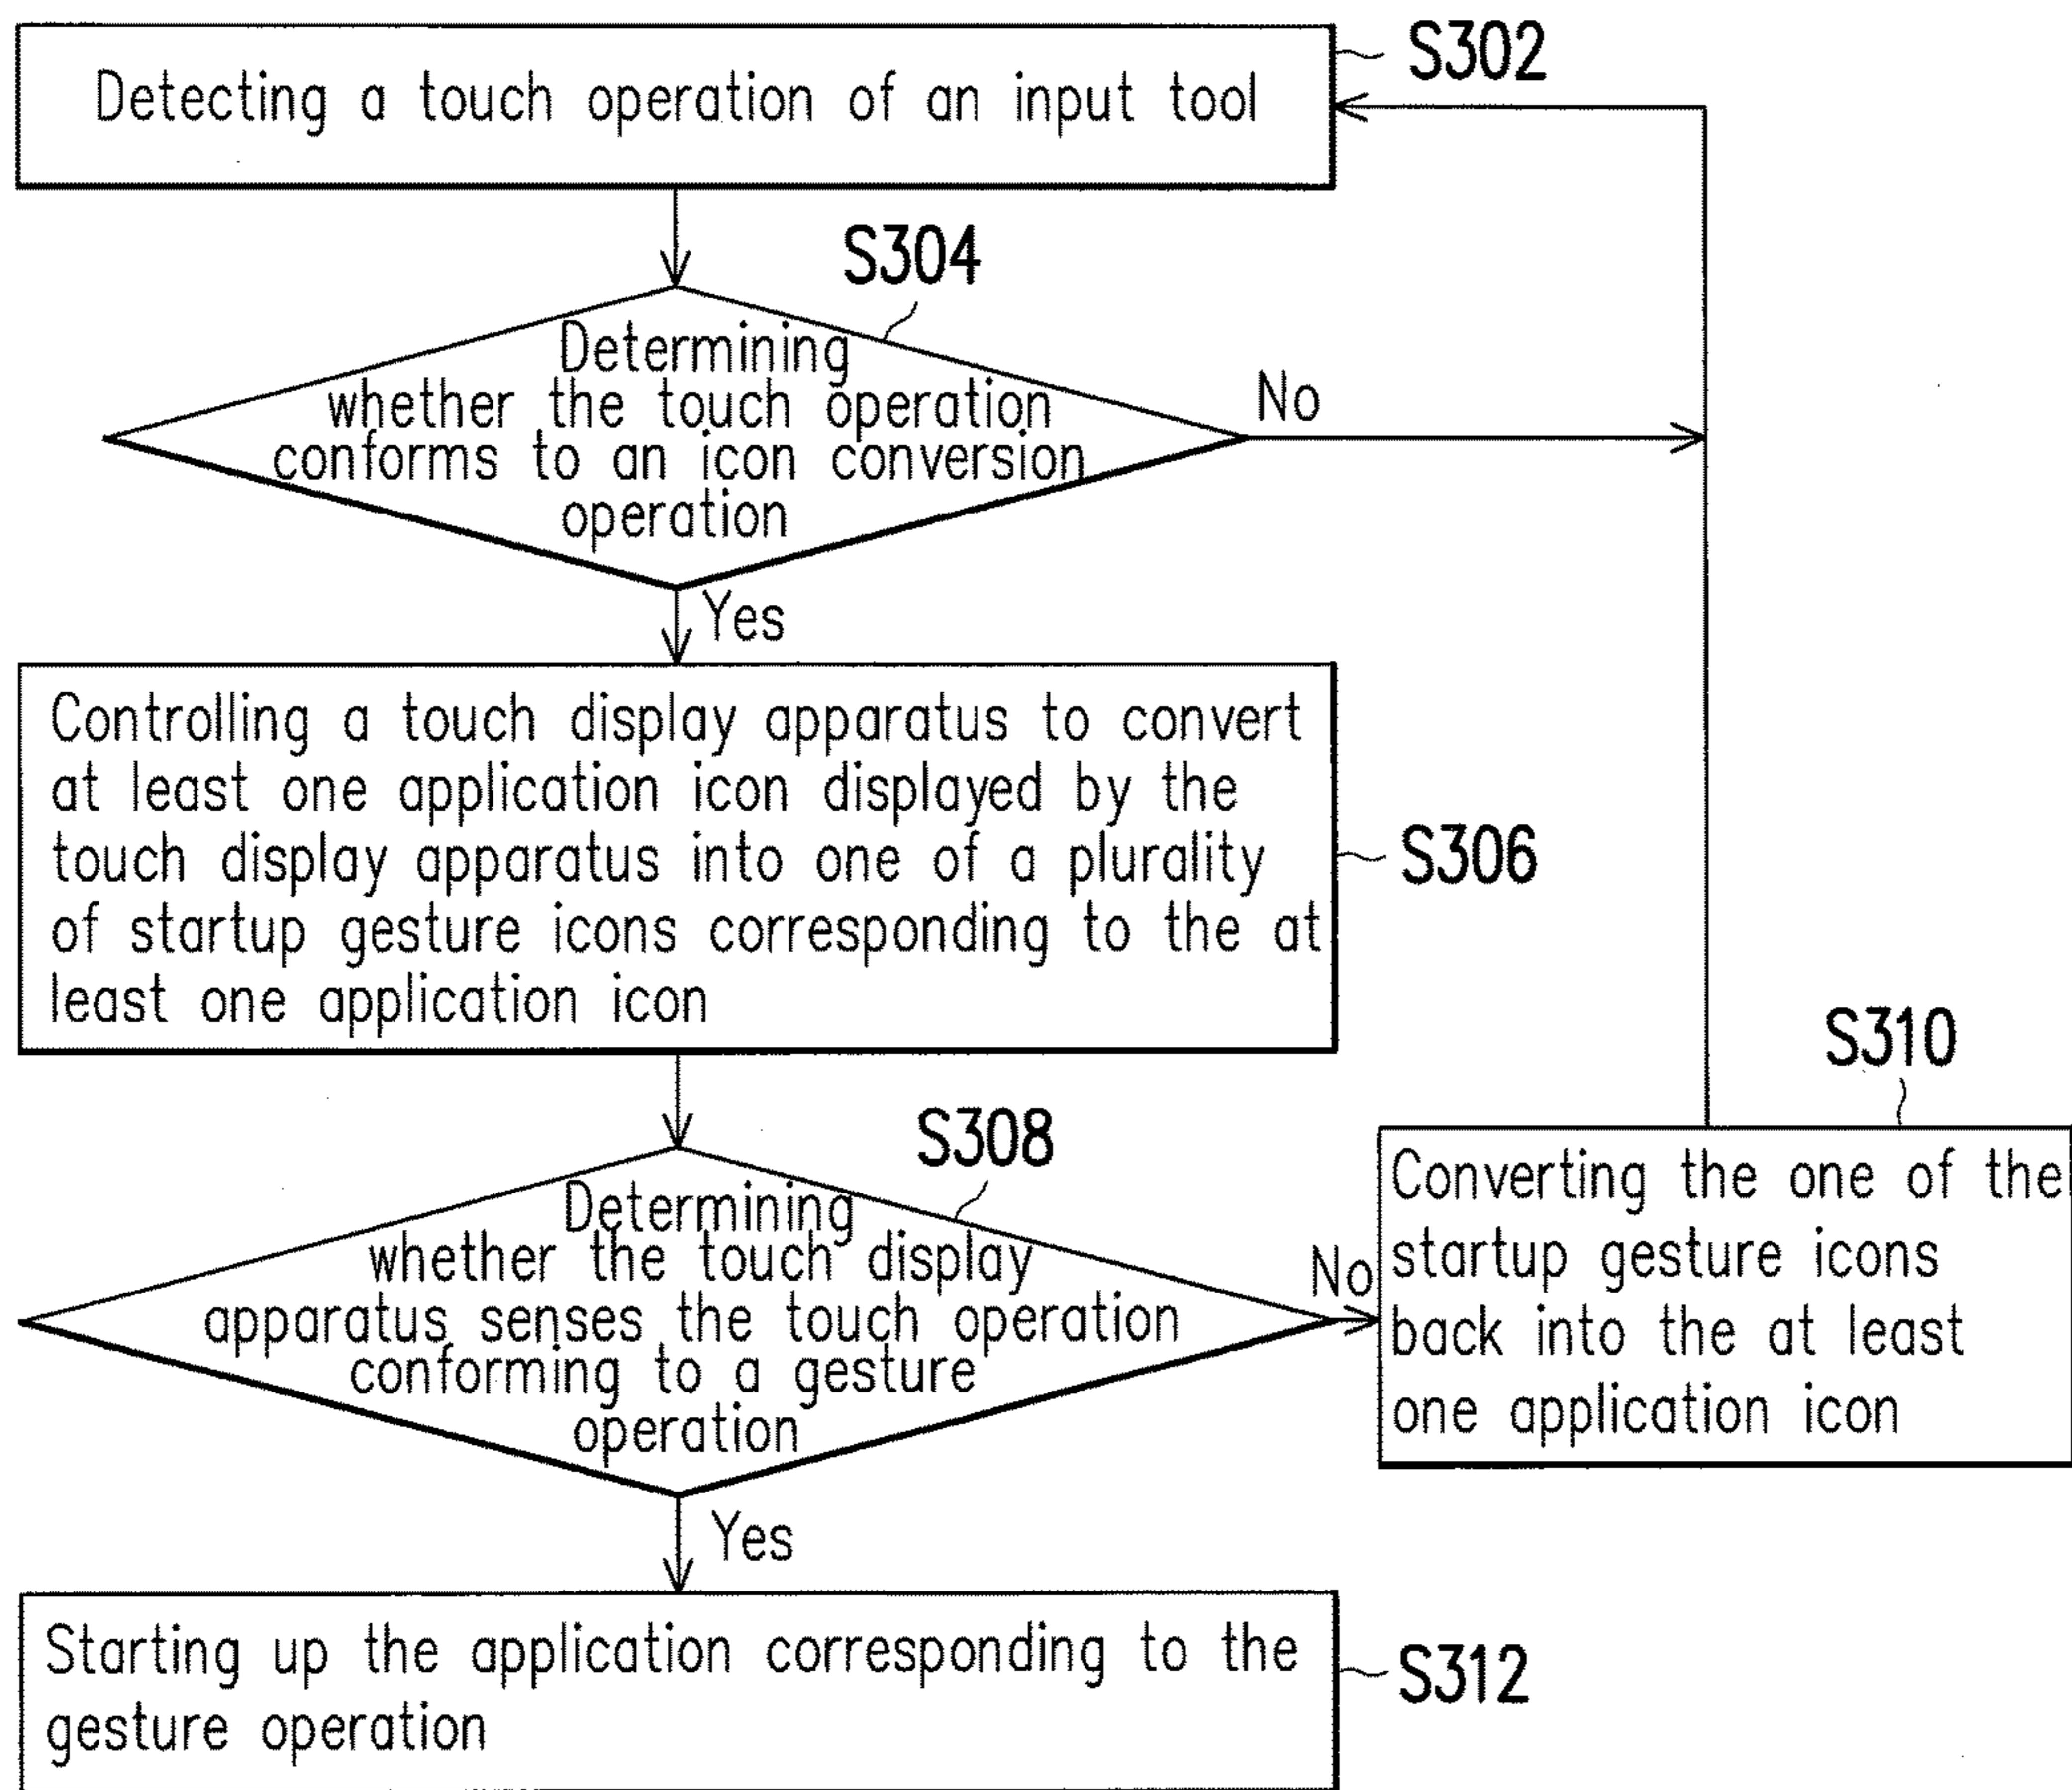 S302
Detecting a touch operation of an input tool
S304
Determining
whether the touch operation
conforms to an icon conversion
operation
No
Yes
Controlling a touch display apparatus to convert
at least one application icon displayed by the
touch display apparatus into one of a plurality
of startup gesture icons corresponding to the at
least one application icon
S306
S308
Determining
whether the touch display
apparatus senses the touch operation
conforming to a gesture
operation
No
S310
Converting the one of the
startup gesture icons
back into the at least
one application icon
Yes
Starting up the application corresponding to the
gesture operation
S312